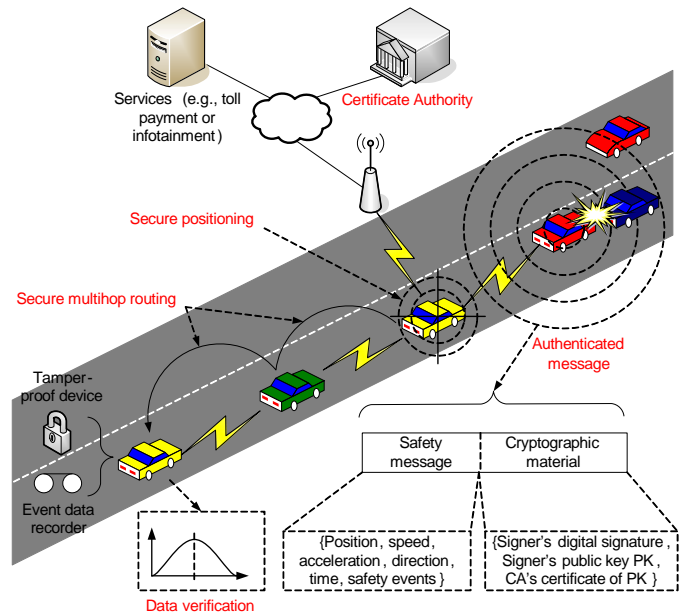 Services (e.g., toll
payment or
infotainment)
Certificate Authority
Secure positioning
Secure multihop routing
Authenticated
message
Tamper-
proof device
Event data
recorder
Safety
message
Cryptographic
material
{Position, speed,
acceleration, direction,
time, safety events}
{Signer's digital signature,
Signer's public key PK,
CA's certificate of PK}
Data verification